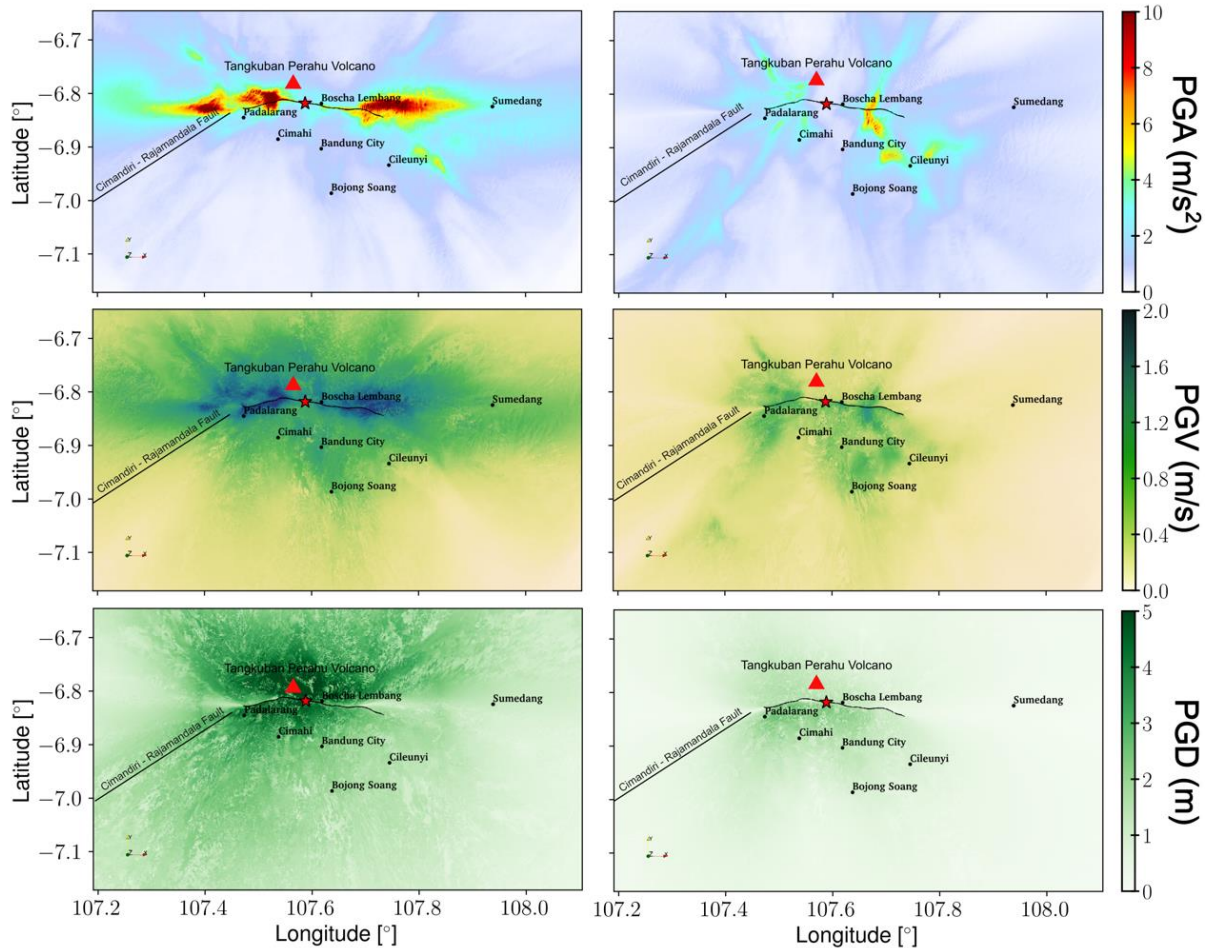 −6.7
−6.8
−6.9
−7.0
−7.1
Latitude [°]
Tangkuban Perahu Volcano
Boscha Lembang
Sumedang
Padalarang
Cimahi
Bandung City
Cileunyi
Bojong Soang
Cimandiri - Rajamandala Fault
Z
X
Tangkuban Perahu Volcano
Boscha Lembang
Sumedang
Padalarang
Cimahi
Bandung City
Cileunyi
Bojong Soang
Cimandiri - Rajamandala Fault
Z
X
10
8
6
4
2
0
PGA (m/s²)
−6.7
−6.8
−6.9
−7.0
−7.1
Latitude [°]
Tangkuban Perahu Volcano
Boscha Lembang
Sumedang
Padalarang
Cimahi
Bandung City
Cileunyi
Bojong Soang
Cimandiri - Rajamandala Fault
Z
X
Tangkuban Perahu Volcano
Boscha Lembang
Sumedang
Padalarang
Cimahi
Bandung City
Cileunyi
Bojong Soang
Cimandiri - Rajamandala Fault
Z
X
2.0
1.6
1.2
0.8
0.4
0.0
PGV (m/s)
−6.7
−6.8
−6.9
−7.0
−7.1
Latitude [°]
Tangkuban Perahu Volcano
Boscha Lembang
Sumedang
Padalarang
Cimahi
Bandung City
Cileunyi
Bojong Soang
Cimandiri - Rajamandala Fault
Z
X
Tangkuban Perahu Volcano
Boscha Lembang
Sumedang
Padalarang
Cimahi
Bandung City
Cileunyi
Bojong Soang
Cimandiri - Rajamandala Fault
Z
X
5
4
3
2
1
0
PGD (m)
107.2 107.4 107.6 107.8 108.0
Longitude [°]
107.2 107.4 107.6 107.8 108.0
Longitude [°]